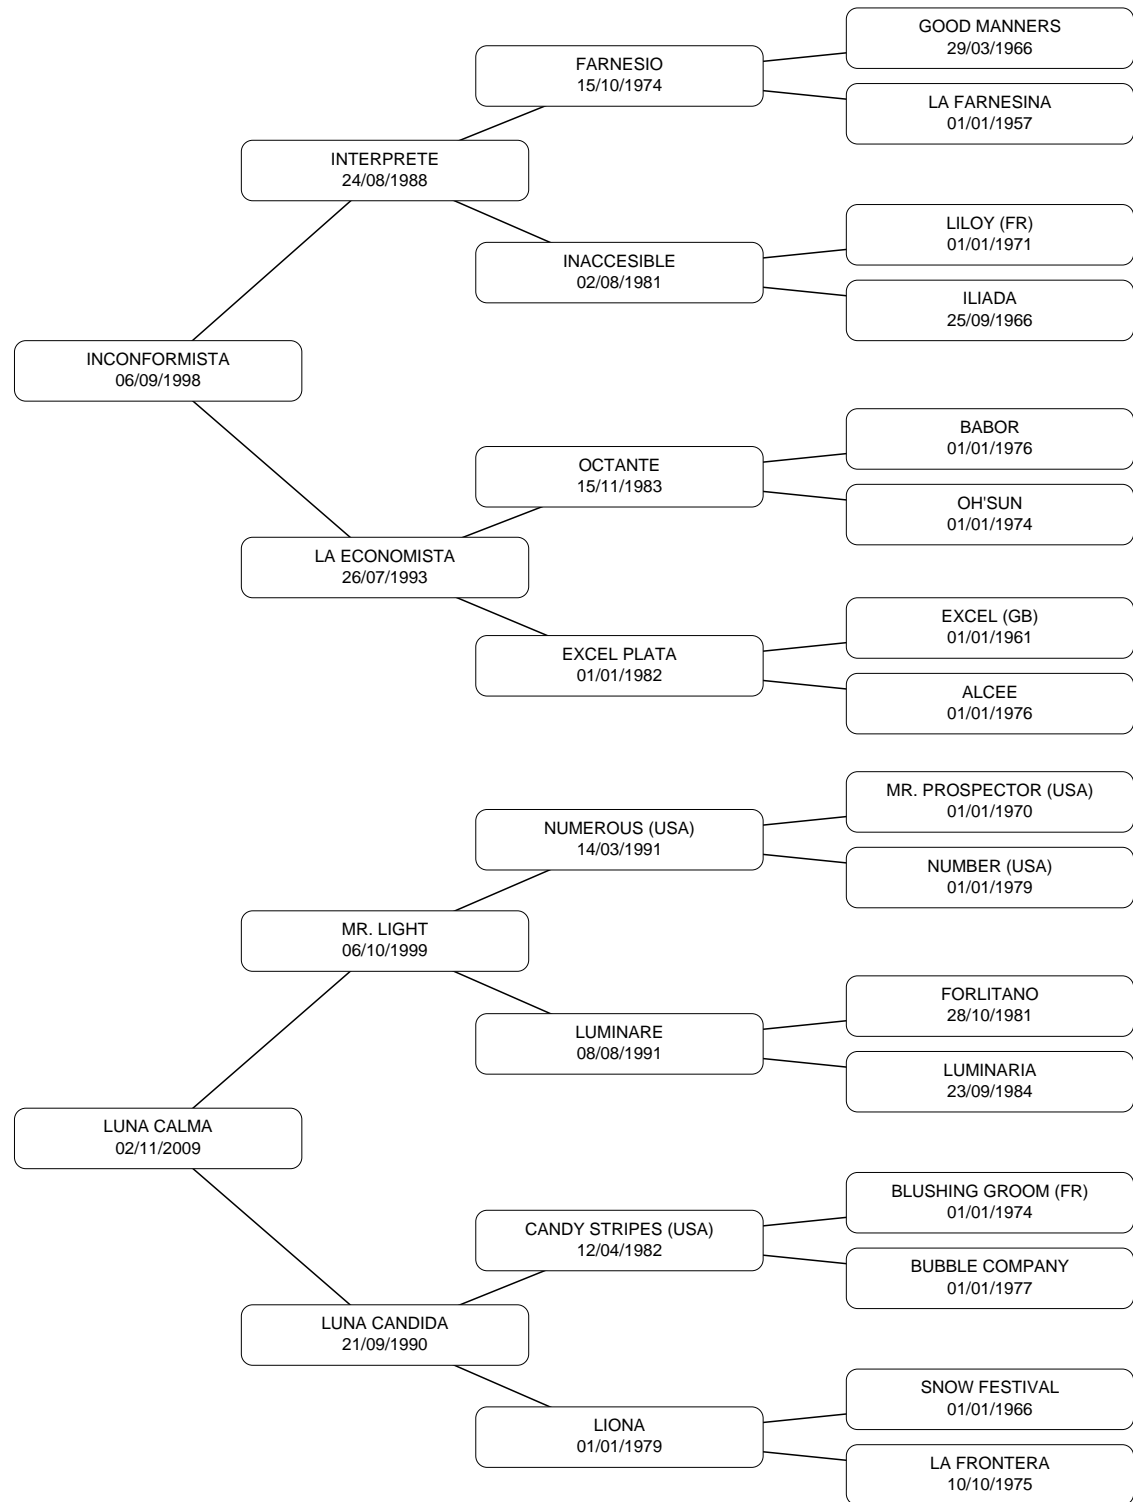 GOOD MANNERS
29/03/1966
FARNESIO
15/10/1974
LA FARNESINA
01/01/1957
INTERPRETE
24/08/1988
LILOY (FR)
01/01/1971
INACCESIBLE
02/08/1981
ILIADA
25/09/1966
INCONFORMISTA
06/09/1998
BABOR
01/01/1976
OCTANTE
15/11/1983
OH'SUN
01/01/1974
LA ECONOMISTA
26/07/1993
EXCEL (GB)
01/01/1961
EXCEL PLATA
01/01/1982
ALCEE
01/01/1976
MR. PROSPECTOR (USA)
01/01/1970
NUMEROUS (USA)
14/03/1991
NUMBER (USA)
01/01/1979
MR. LIGHT
06/10/1999
FORLITANO
28/10/1981
LUMINARE
08/08/1991
LUMINARIA
23/09/1984
LUNA CALMA
02/11/2009
BLUSHING GROOM (FR)
01/01/1974
CANDY STRIPES (USA)
12/04/1982
BUBBLE COMPANY
01/01/1977
LUNA CANDIDA
21/09/1990
SNOW FESTIVAL
01/01/1966
LIONA
01/01/1979
LA FRONTERA
10/10/1975